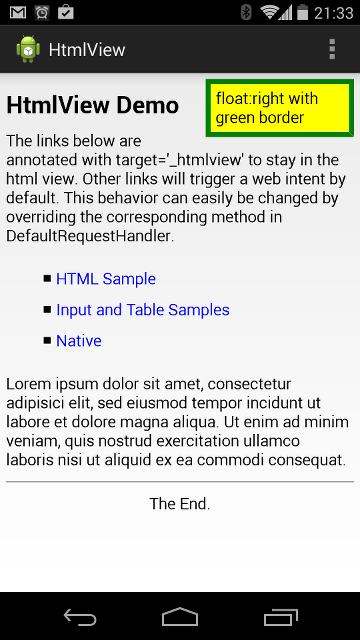 21:33
HtmlView
HtmlView Demo
float:right with
green border
The links below are
annotated with target='_htmlview' to stay in the
html view. Other links will trigger a web intent by
default. This behavior can easily be changed by
overriding the corresponding method in
DefaultRequestHandler.
HTML Sample
Input and Table Samples
Native
Lorem ipsum dolor sit amet, consectetur
adipisici elit, sed eiusmod tempor incidunt ut
labore et dolore magna aliqua. Ut enim ad minim
veniam, quis nostrud exercitation ullamco
laboris nisi ut aliquid ex ea commodi consequat.
The End.